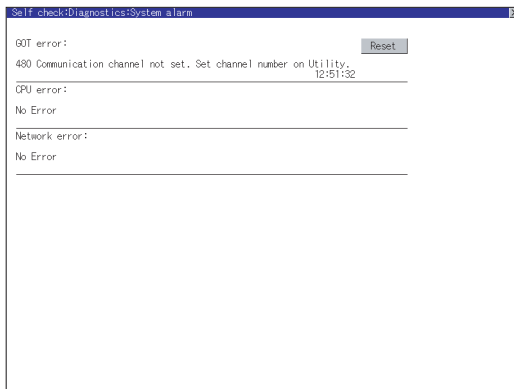 Self check:Diagnostics:System alarm
GOT error:
Reset
480 Communication channel not set. Set channel number on Utility.
12:51:32
CPU error:
No Error
Network error:
No Error